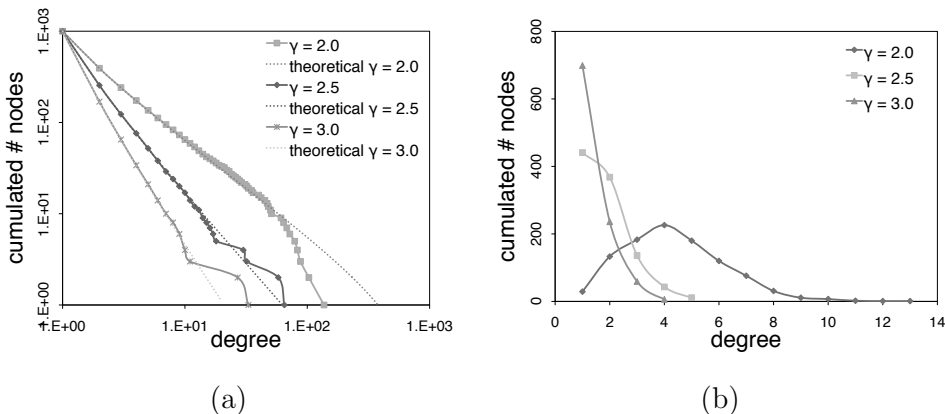 1.E+03
1.E+02
1.E+01
1.E+00
cumulated # nodes
γ = 2.0
theoretical γ = 2.0
γ = 2.5
theoretical γ = 2.5
γ = 3.0
theoretical γ = 3.0
1.E+00 1.E+01 1.E+02 1.E+03
degree
(a)
800
600
400
200
0
cumulated # nodes
γ = 2.0
γ = 2.5
γ = 3.0
0 2 4 6 8 10 12 14
degree
(b)